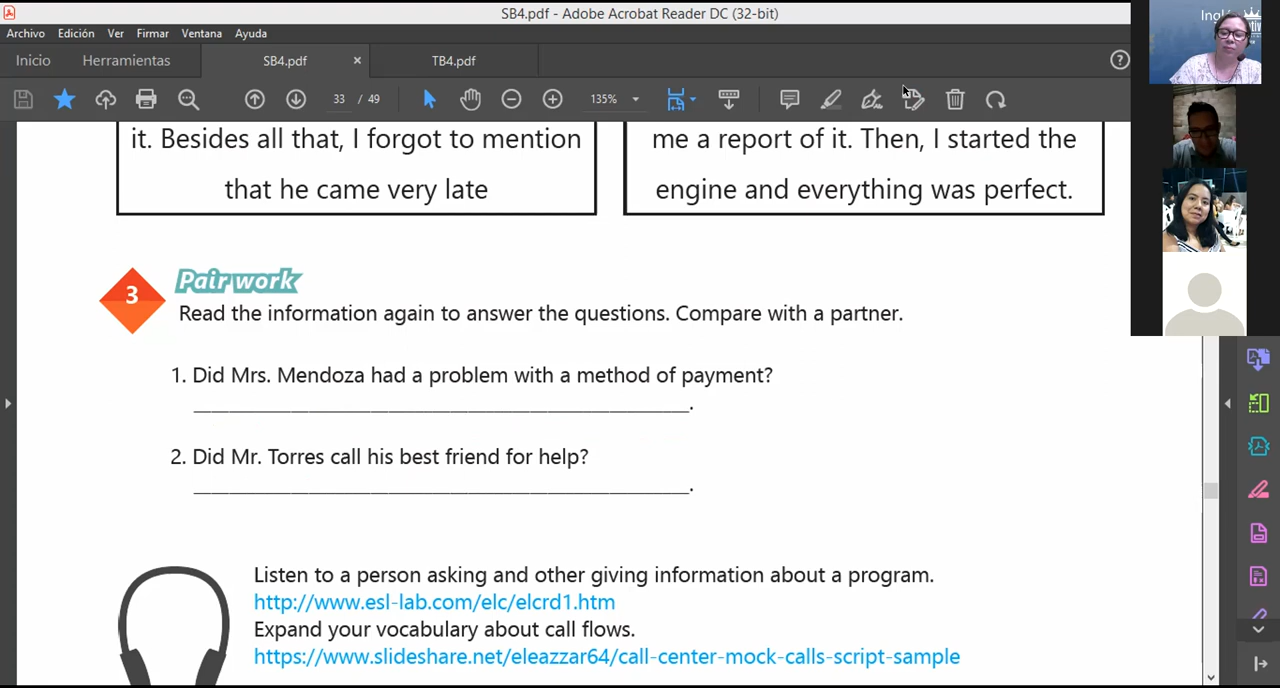 SB4.pdf - Adobe Acrobat Reader DC (32-bit)
Archivo Edición Ver Firmar Ventana Ayuda
Inicio Herramientas SB4.pdf × TB4.pdf
33 / 49 135%
it. Besides all that, I forgot to mention
that he came very late
me a report of it. Then, I started the
engine and everything was perfect.
3
Pair work
Read the information again to answer the questions. Compare with a partner.
1. Did Mrs. Mendoza had a problem with a method of payment?
2. Did Mr. Torres call his best friend for help?
Listen to a person asking and other giving information about a program.
http://www.esl-lab.com/elc/elcrd1.htm
Expand your vocabulary about call flows.
https://www.slideshare.net/eleazzar64/call-center-mock-calls-script-sample